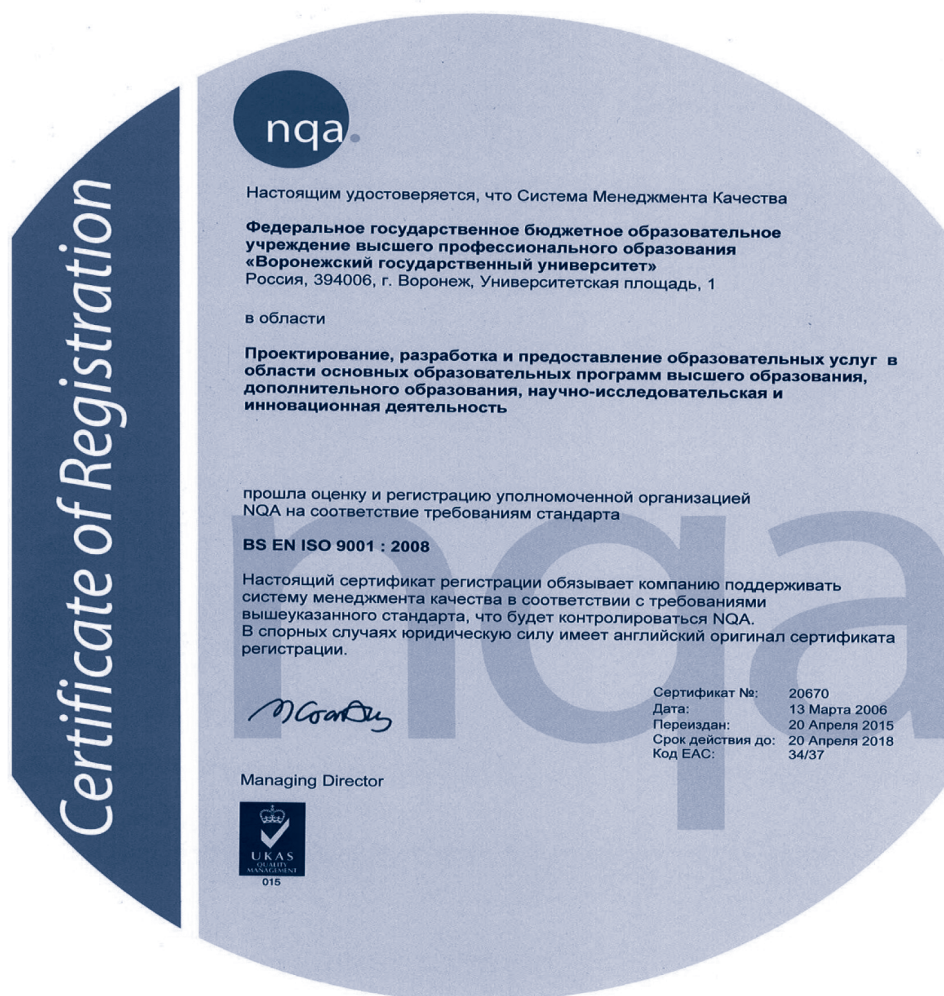 Certificate of Registration
nqa.
Настоящим удостоверяется, что Система Менеджмента Качества
Федеральное государственное бюджетное образовательное
учреждение высшего профессионального образования
«Воронежский государственный университет»
Россия, 394006, г. Воронеж, Университетская площадь, 1
в области
Проектирование, разработка и предоставление образовательных услуг в
области основных образовательных программ высшего образования,
дополнительного образования, научно-исследовательская и
инновационная деятельность
прошла оценку и регистрацию уполномоченной организацией
NQA на соответствие требованиям стандарта
BS EN ISO 9001 : 2008
Настоящий сертификат регистрации обязывает компанию поддерживать
систему менеджмента качества в соответствии с требованиями
вышеуказанного стандарта, что будет контролироваться NQA.
В спорных случаях юридическую силу имеет английский оригинал сертификата
регистрации.
nqa
Сертификат №: 20670
Дата: 13 Марта 2006
Переиздан: 20 Апреля 2015
Срок действия до: 20 Апреля 2018
Код EAC: 34/37
Managing Director
UKAS
QUALITY
MANAGEMENT
015